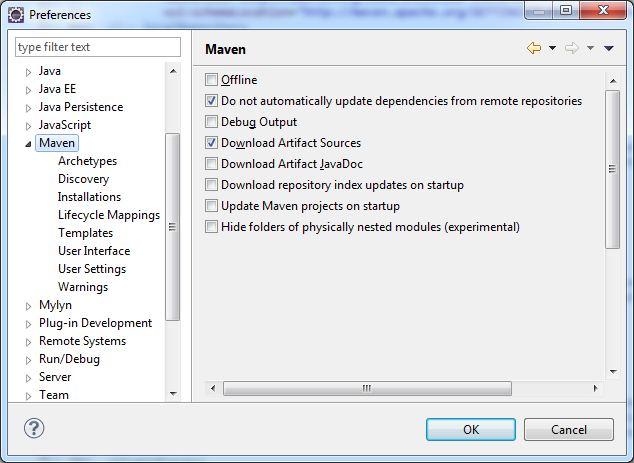 Preferences
type filter text
Java
Java EE
Java Persistence
JavaScript
Maven
Archetypes
Discovery
Installations
Lifecycle Mappings
Templates
User Interface
User Settings
Warnings
Mylyn
Plug-in Development
Remote Systems
Run/Debug
Server
Team
Maven
Offline
Do not automatically update dependencies from remote repositories
Debug Output
Download Artifact Sources
Download Artifact JavaDoc
Download repository index updates on startup
Update Maven projects on startup
Hide folders of physically nested modules (experimental)
?
OK
Cancel